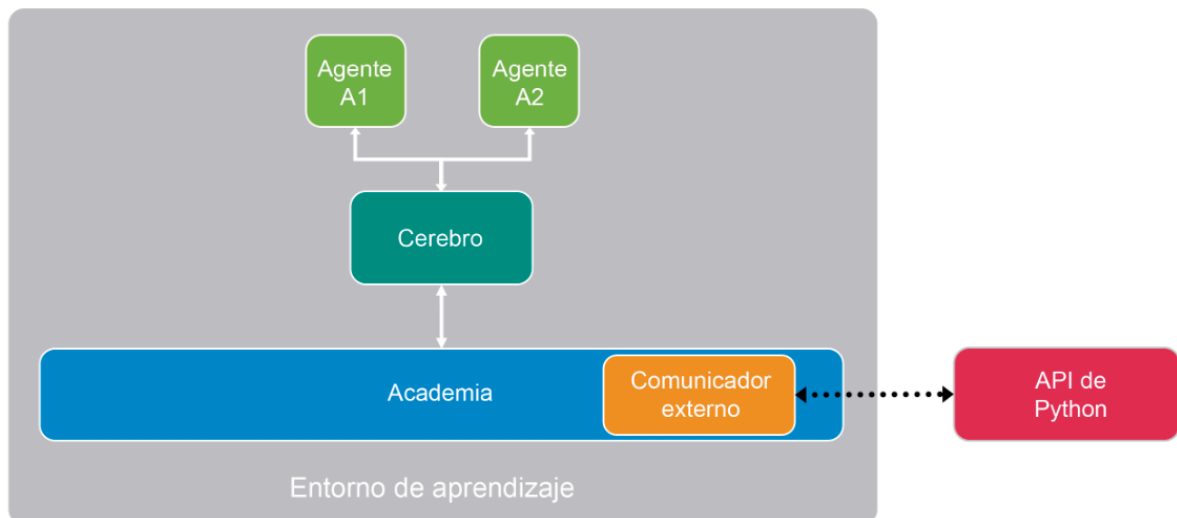 Agente
A1
Agente
A2
Cerebro
Academia
Comunicador
externo
API de
Python
Entorno de aprendizaje